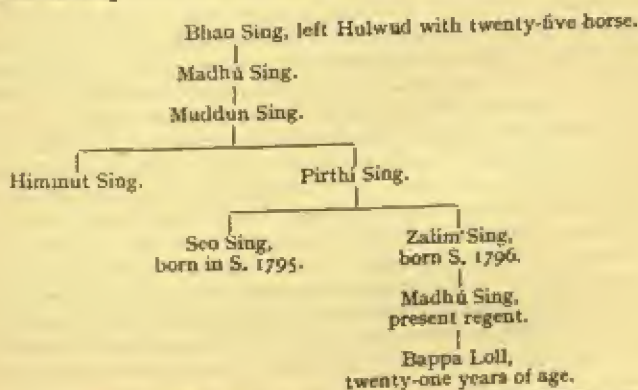 Bhao Sing, left Hulwud with twenty-five horse.
Madhú Sing.
Muddun Sing.
Himmut Sing. Pirthi Sing.
Seo Sing, Zalim Sing,
born in S. 1795. born S. 1796.
Madhú Sing,
present regent.
Bappa Loll,
twenty-one years of age.